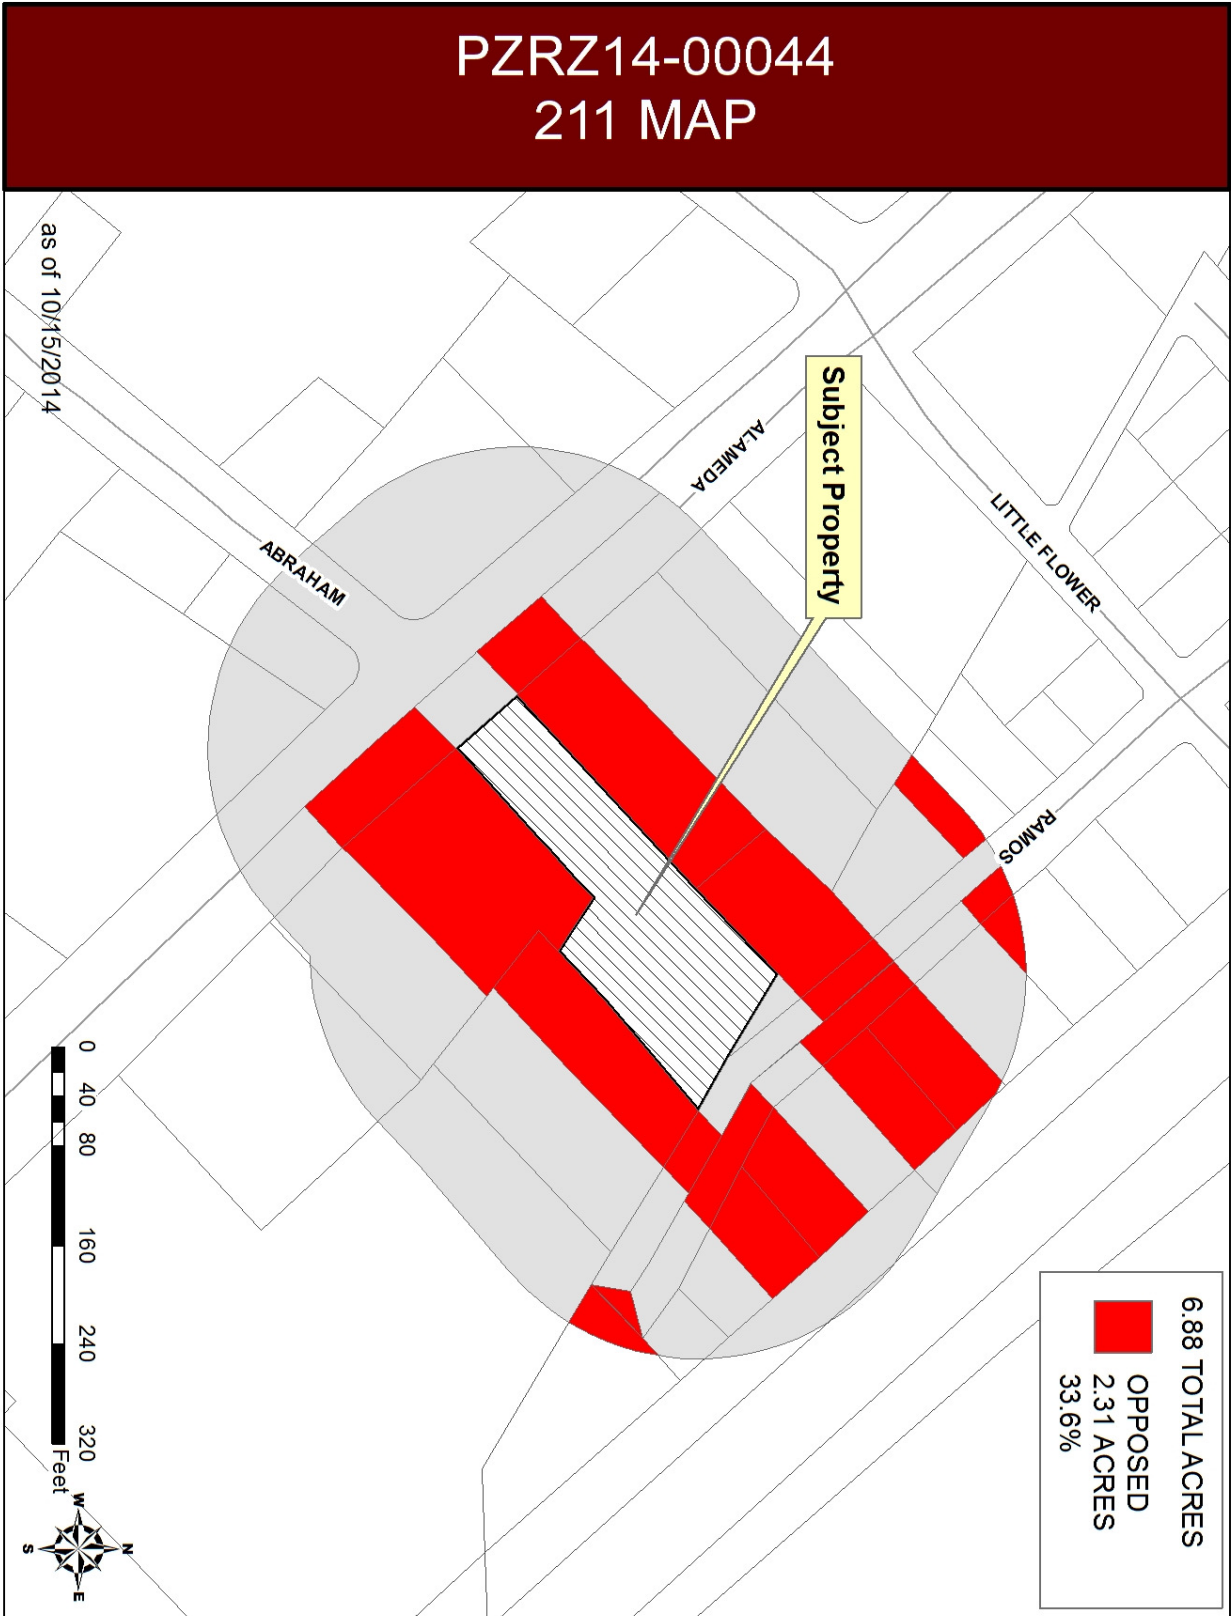 PZRZ14-00044
211 MAP
as of 10/15/2014
Subject Property
ALAMEDA
LITTLE FLOWER
ABRAHAM
RAMOS
6.88 TOTAL ACRES
OPPOSED
2.31 ACRES
33.6%
0 40 80 160 240 320
Feet
N
W
E
S